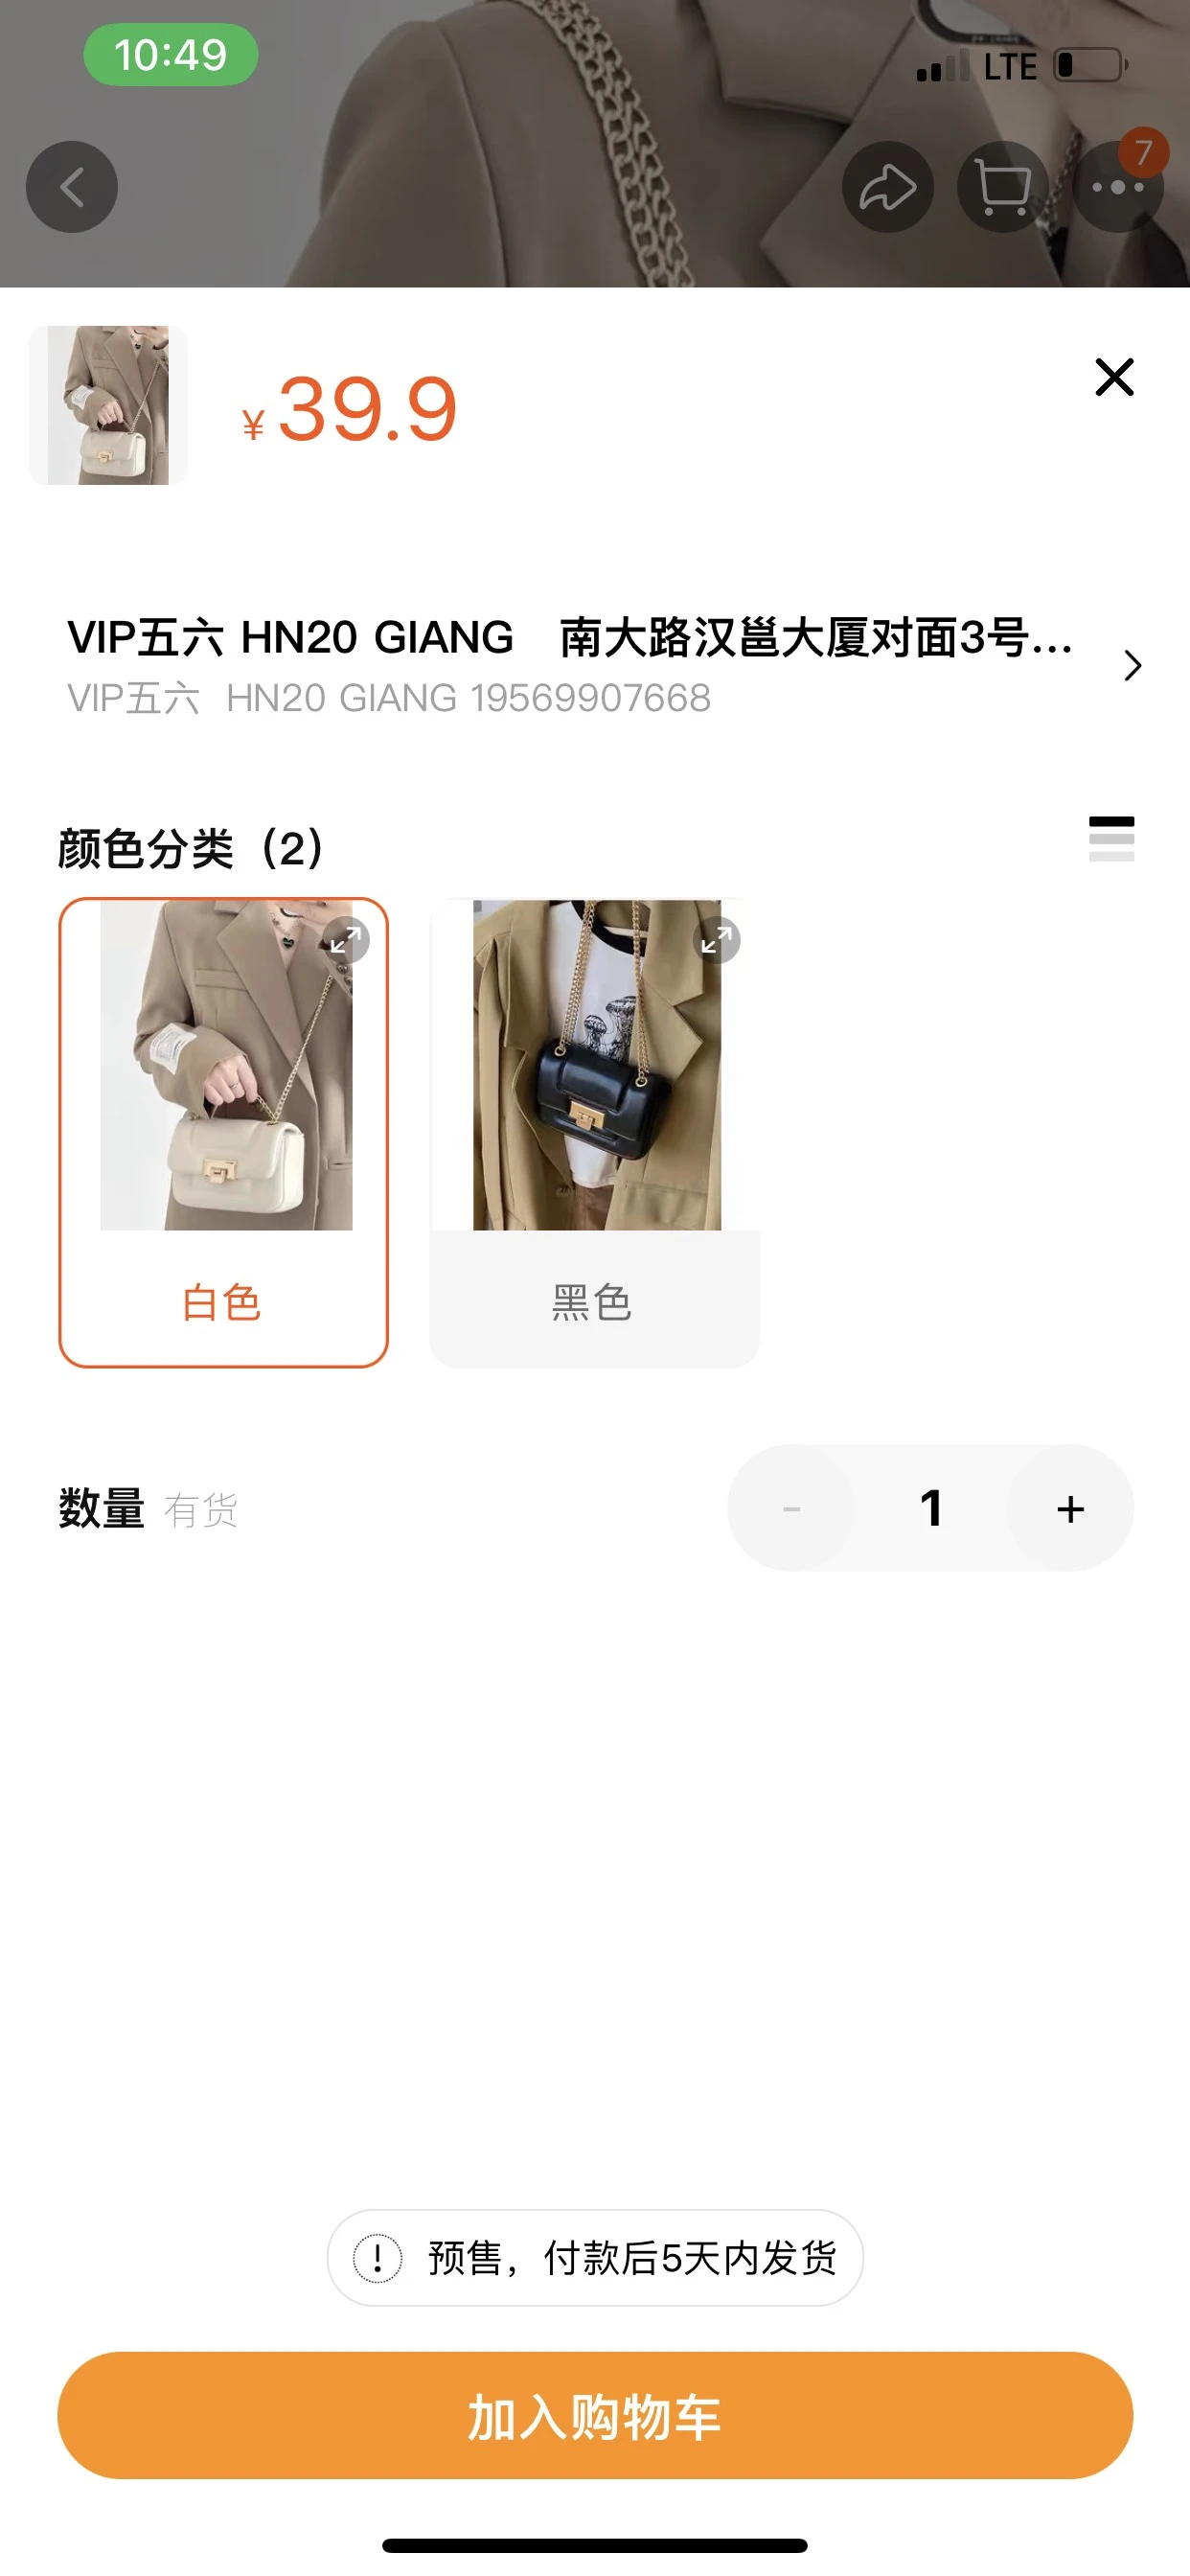 10:49
LTE
7
¥39.9
VIP五六 HN20 GIANG 南大路汉邕大厦对面3号...
VIP五六 HN20 GIANG 19569907668
颜色分类（2）
白色
黑色
数量 有货
- 1 +
预售，付款后5天内发货
加入购物车